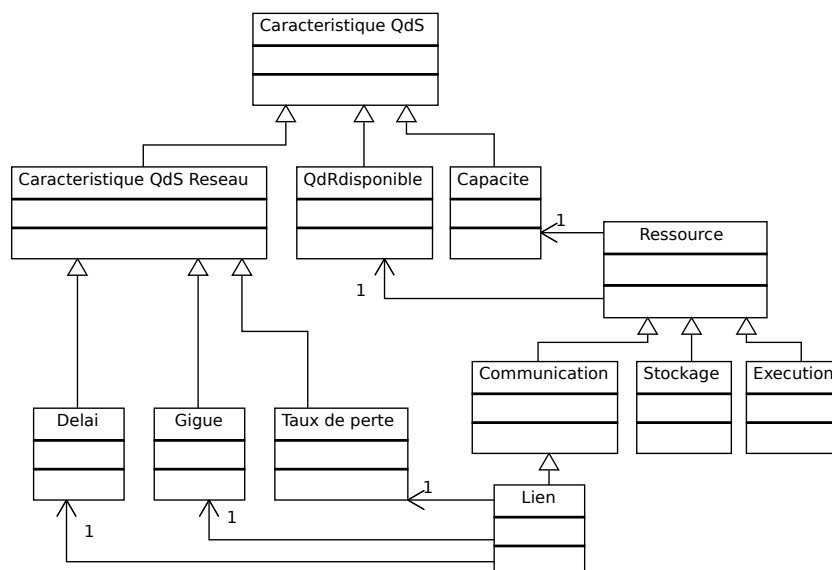 Caracteristique QdS
Caracteristique QdS Reseau
QdRdisponible
Capacite
1
Ressource
1
Communication
Stockage
Execution
Delai
Gigue
Taux de perte
1
Lien
1
1